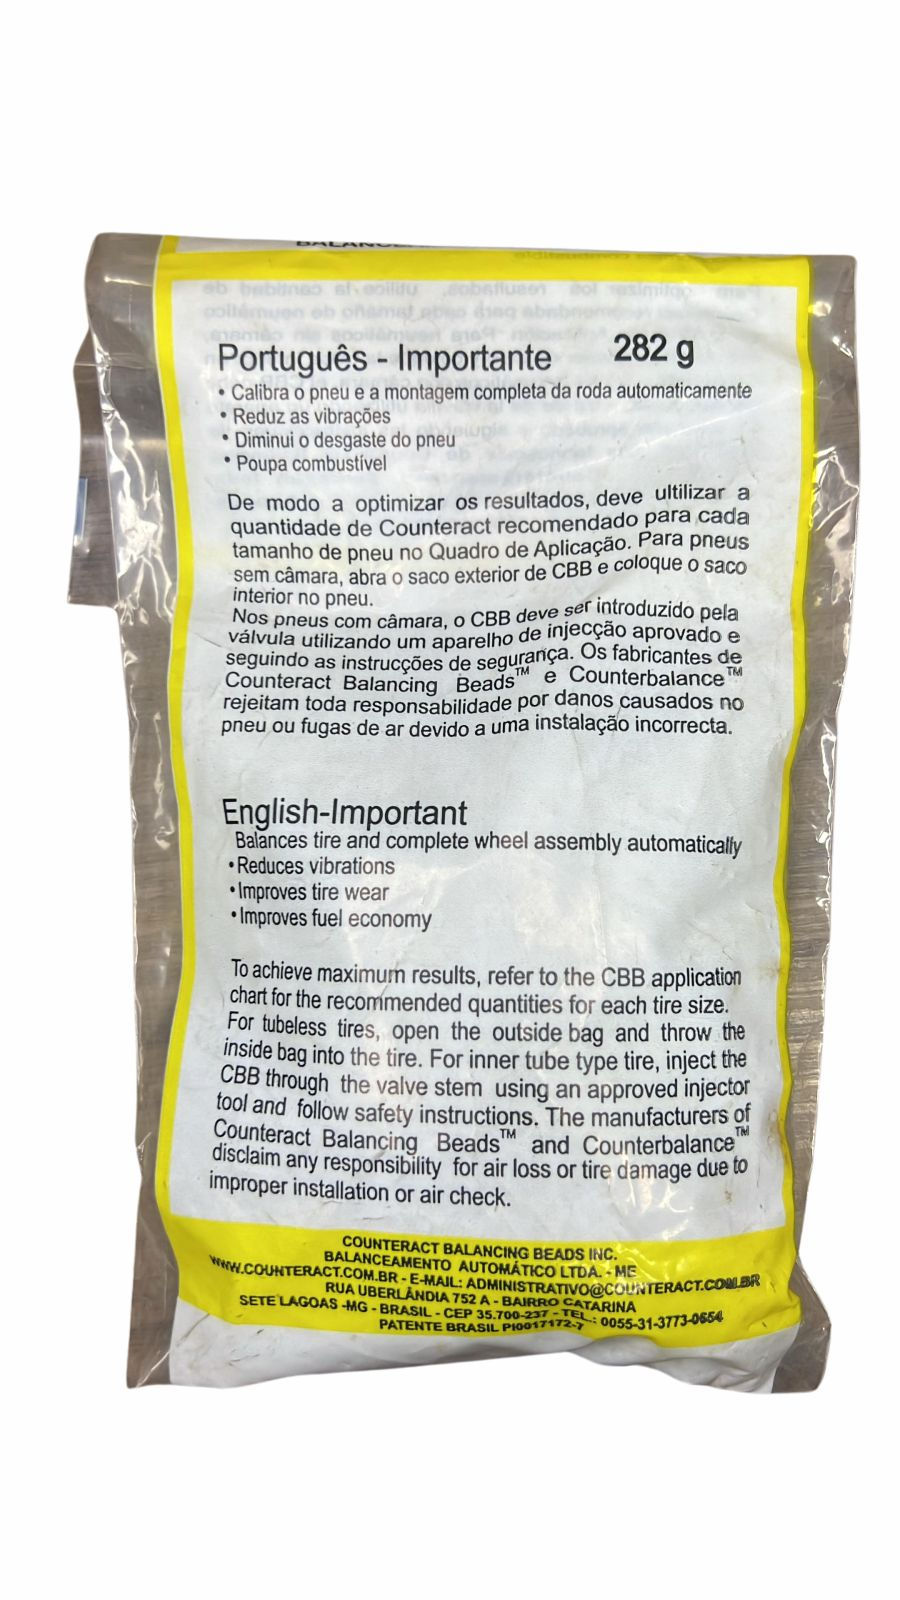 Português - Importante 282 g
• Calibra o pneu e a montagem completa da roda automaticamente
• Reduz as vibrações
• Diminui o desgaste do pneu
• Poupa combustível
De modo a optimizar os resultados, deve ultilizar a
quantidade de Counteract recomendado para cada
tamanho de pneu no Quadro de Aplicação. Para pneus
sem câmara, abra o saco exterior de CBB e coloque o saco
interior no pneu.
Nos pneus com câmara, o CBB deve ser introduzido pela
válvula utilizando um aparelho de injecção aprovado e
seguindo as instrucções de segurança. Os fabricantes de
Counteract Balancing Beads™ e Counterbalance™
rejeitam toda responsabilidade por danos causados no
pneu ou fugas de ar devido a uma instalação incorrecta.
English-Important
Balances tire and complete wheel assembly automatically
• Reduces vibrations
• Improves tire wear
• Improves fuel economy
To achieve maximum results, refer to the CBB application
chart for the recommended quantities for each tire size.
For tubeless tires, open the outside bag and throw the
inside bag into the tire. For inner tube type tire, inject the
CBB through the valve stem using an approved injector
tool and follow safety instructions. The manufacturers of
Counteract Balancing Beads™ and Counterbalance™
disclaim any responsibility for air loss or tire damage due to
improper installation or air check.
COUNTERACT BALANCING BEADS INC.
BALANCEAMENTO AUTOMÁTICO LTDA. - ME
WWW.COUNTERACT.COM.BR - E-MAIL: ADMINISTRATIVO@COUNTERACT.COM.BR
RUA UBERLÂNDIA 752 A - BAIRRO CATARINA
SETE LAGOAS -MG - BRASIL - CEP 35.700-237 - TEL.: 0055-31-3773-0654
PATENTE BRASIL PI0017172-7